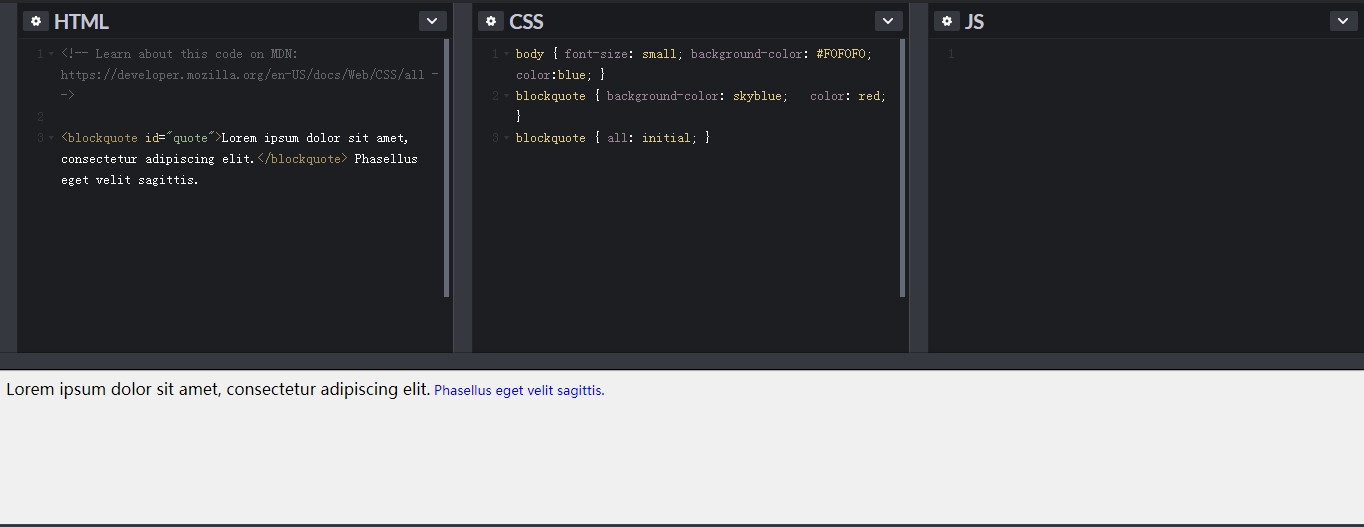 HTML
1 <!-- Learn about this code on MDN:
https://developer.mozilla.org/en-US/docs/Web/CSS/all -
->
2
3 <blockquote id="quote">Lorem ipsum dolor sit amet,
consectetur adipiscing elit.</blockquote> Phasellus
eget velit sagittis.
CSS
1 body { font-size: small; background-color: #F0F0F0;
color:blue; }
2 blockquote { background-color: skyblue;   color: red;
}
3 blockquote { all: initial; }
JS
1
Lorem ipsum dolor sit amet, consectetur adipiscing elit. Phasellus eget velit sagittis.